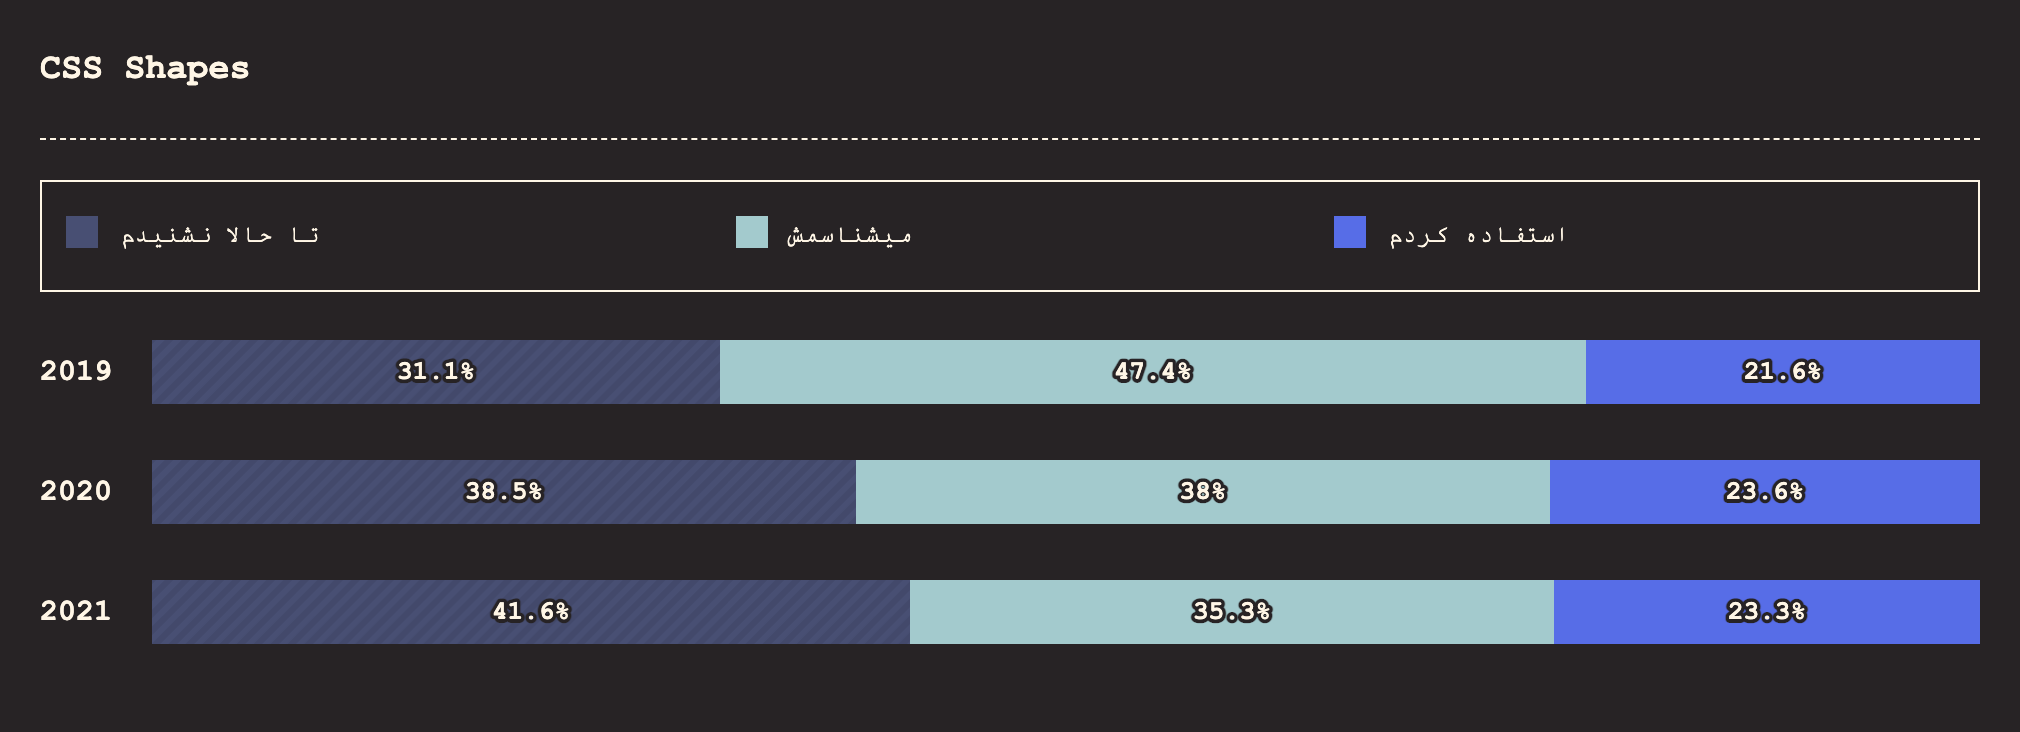 CSS Shapes
تا حالا نشنیدم
میشناسمش
استفاده کردم
2019 31.1% 47.4% 21.6%
2020 38.5% 38% 23.6%
2021 41.6% 35.3% 23.3%